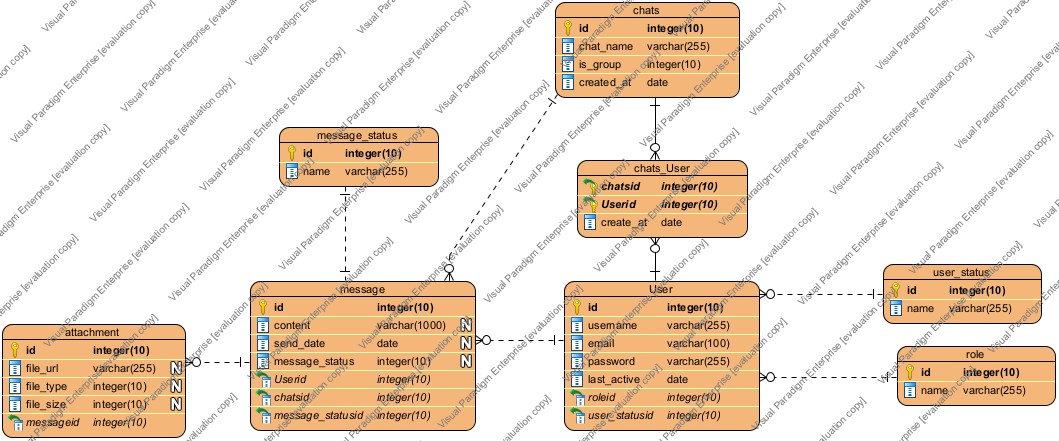 chats
id integer(10)
chat_name varchar(255)
is_group integer(10)
created_at date
message_status
id integer(10)
name varchar(255)
chats_User
chatsid integer(10)
Userid integer(10)
create_at date
message
id integer(10)
content varchar(1000) N
send_date date N
message_status integer(10) N
Userid integer(10)
chatsid integer(10)
message_statusid integer(10)
User
id integer(10)
username varchar(255)
email varchar(100)
password varchar(255)
last_active date
roleid integer(10)
user_statusid integer(10)
user_status
id integer(10)
name varchar(255)
attachment
id integer(10)
file_url varchar(255) N
file_type integer(10) N
file_size integer(10) N
messageid integer(10)
role
id integer(10)
name varchar(255)
Visual Paradigm Enterprise [evaluation copy]